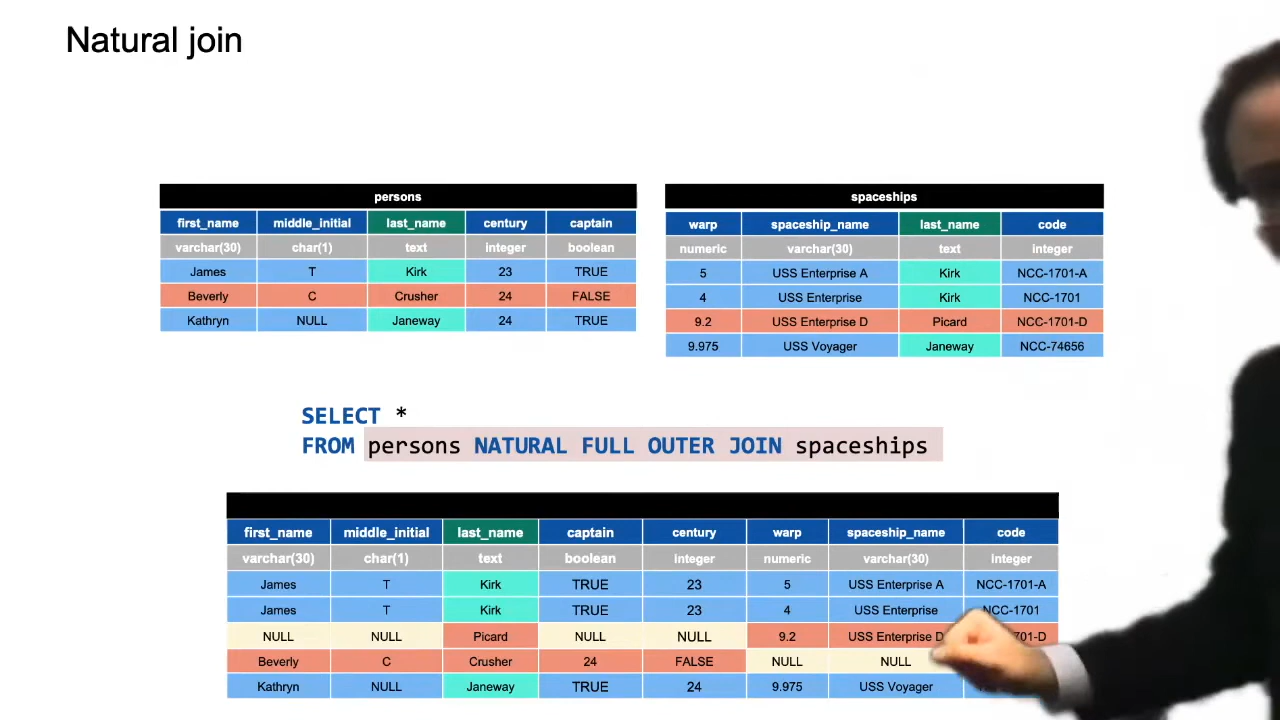 Natural join
persons
first_name middle_initial last_name century captain
varchar(30) char(1) text integer boolean
James T Kirk 23 TRUE
Beverly C Crusher 24 FALSE
Kathryn NULL Janeway 24 TRUE
spaceships
warp spaceship_name last_name code
numeric varchar(30) text integer
5 USS Enterprise A Kirk NCC-1701-A
4 USS Enterprise Kirk NCC-1701
9.2 USS Enterprise D Picard NCC-1701-D
9.975 USS Voyager Janeway NCC-74656
SELECT *
FROM persons NATURAL FULL OUTER JOIN spaceships
first_name middle_initial last_name captain century warp spaceship_name code
varchar(30) char(1) text boolean integer numeric varchar(30) integer
James T Kirk TRUE 23 5 USS Enterprise A NCC-1701-A
James T Kirk TRUE 23 4 USS Enterprise NCC-1701
NULL NULL Picard NULL NULL 9.2 USS Enterprise D 701-D
Beverly C Crusher 24 FALSE NULL NULL
Kathryn NULL Janeway TRUE 24 9.975 USS Voyager